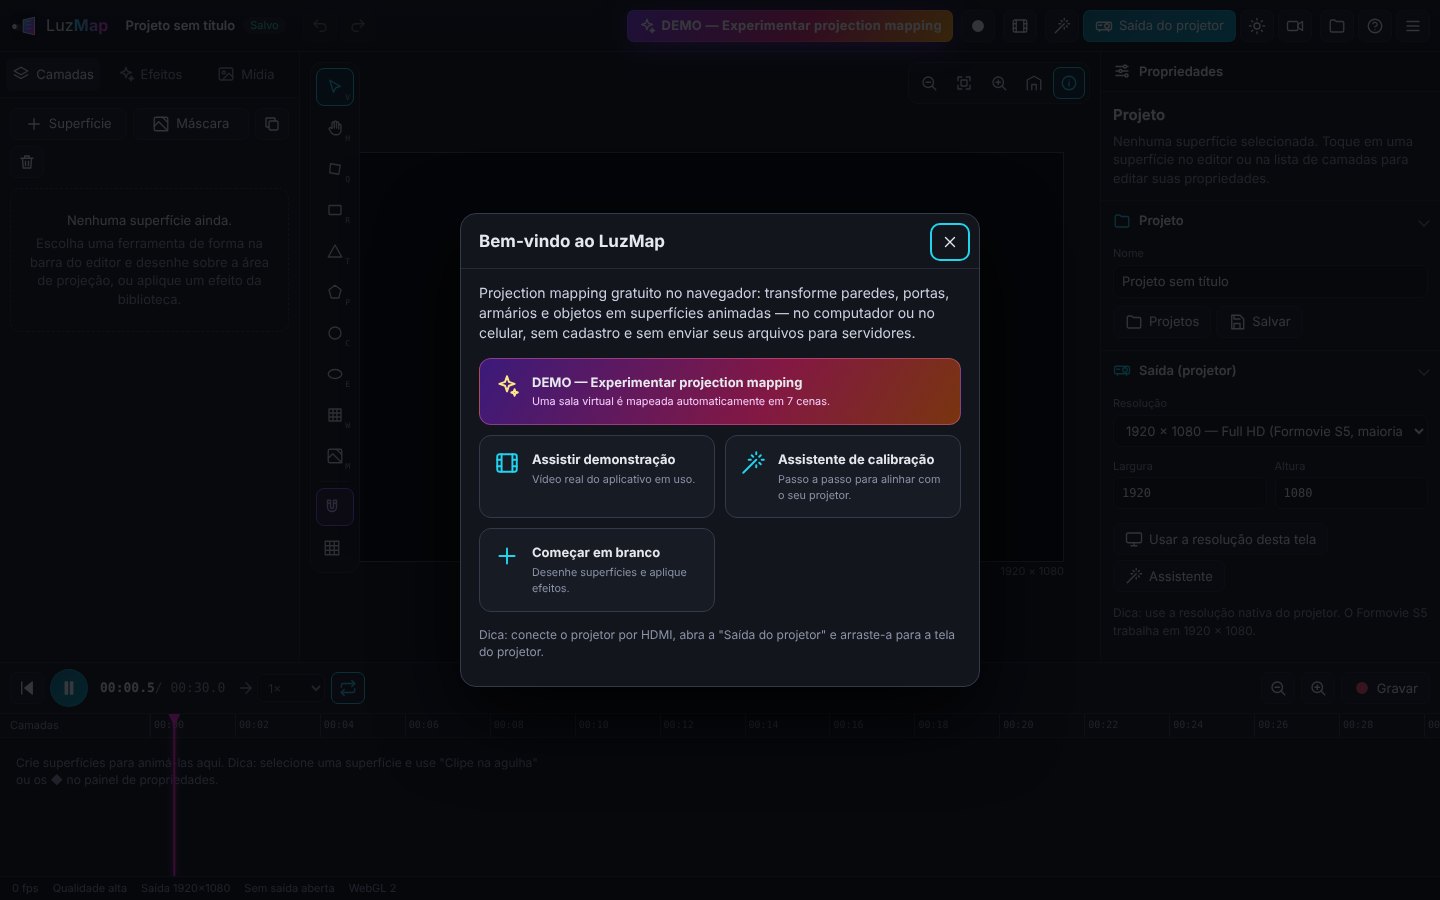 LuzMap Projeto sem título Salvo DEMO — Experimentar projection mapping Saída do projetor
Camadas Efeitos Mídia
Superfície Máscara
Nenhuma superfície ainda.
Escolha uma ferramenta de forma na
barra do editor e desenhe sobre a área
de projeção, ou aplique um efeito da
biblioteca.
Bem-vindo ao LuzMap
Projection mapping gratuito no navegador: transforme paredes, portas,
armários e objetos em superfícies animadas — no computador ou no
celular, sem cadastro e sem enviar seus arquivos para servidores.
DEMO — Experimentar projection mapping
Uma sala virtual é mapeada automaticamente em 7 cenas.
Assistir demonstração
Vídeo real do aplicativo em uso.
Assistente de calibração
Passo a passo para alinhar com
o seu projetor.
Começar em branco
Desenhe superfícies e aplique
efeitos.
Dica: conecte o projetor por HDMI, abra a "Saída do projetor" e arraste-a para a tela
do projetor.
1920 × 1080
Propriedades
Projeto
Nenhuma superfície selecionada. Toque em uma
superfície no editor ou na lista de camadas para
editar suas propriedades.
Projeto
Nome
Projeto sem título
Projetos Salvar
Saída (projetor)
Resolução
1920 × 1080 — Full HD (Formovie S5, maioria
Largura Altura
1920 1080
Usar a resolução desta tela
Assistente
Dica: use a resolução nativa do projetor. O Formovie S5
trabalha em 1920 × 1080.
00:00.5 / 00:30.0 1× Gravar
Camadas 00:00 00:02 00:04 00:06 00:08 00:10 00:12 00:14 00:16 00:18 00:20 00:22 00:24 00:26 00:28 00
Crie superfícies para animá-las aqui. Dica: selecione uma superfície e use "Clipe na agulha"
ou os ◆ no painel de propriedades.
0 fps Qualidade alta Saída 1920×1080 Sem saída aberta WebGL 2